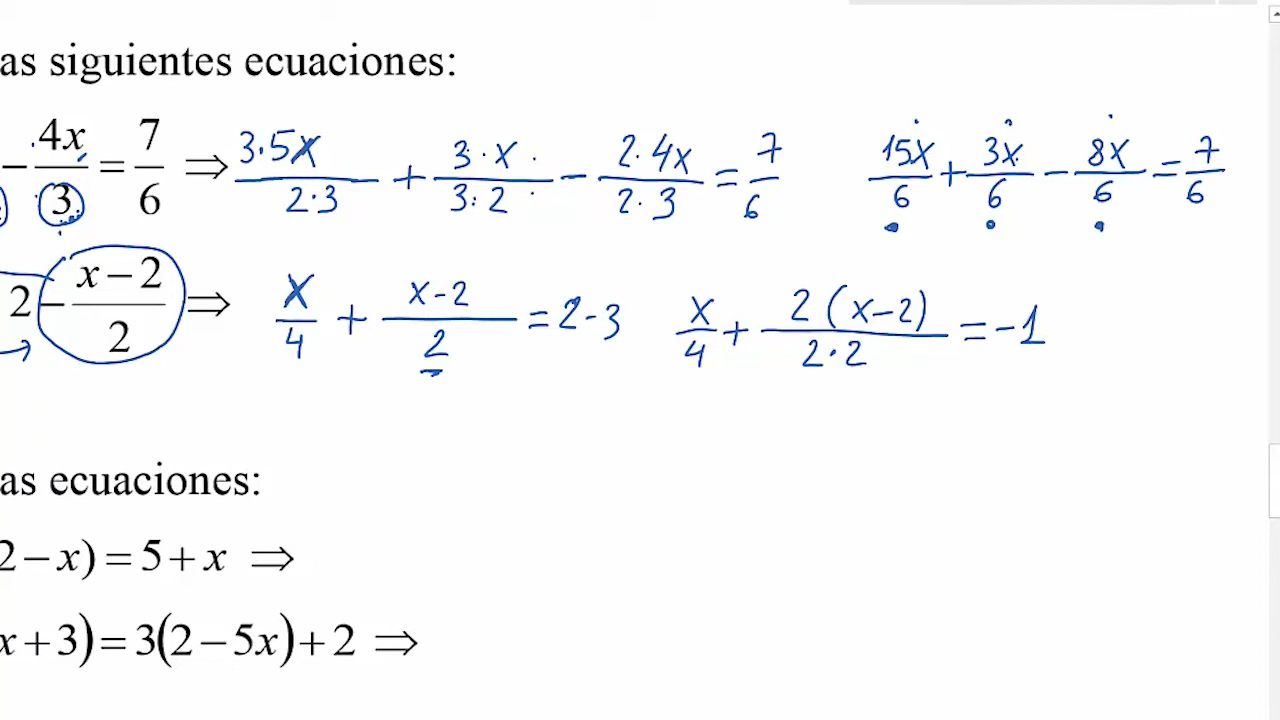 as siguientes ecuaciones:
− 4x/3 = 7/6 ⇒ 3·5x/2·3 + 3·x/3·2 − 2·4x/2·3 = 7/6 15x/6 + 3x/6 − 8x/6 = 7/6
2 − x−2/2 ⇒ x/4 + x-2/2 = 2-3 x/4 + 2(x-2)/2·2 = -1
as ecuaciones:
2−x) = 5+x ⇒
x+3) = 3(2−5x)+2 ⇒